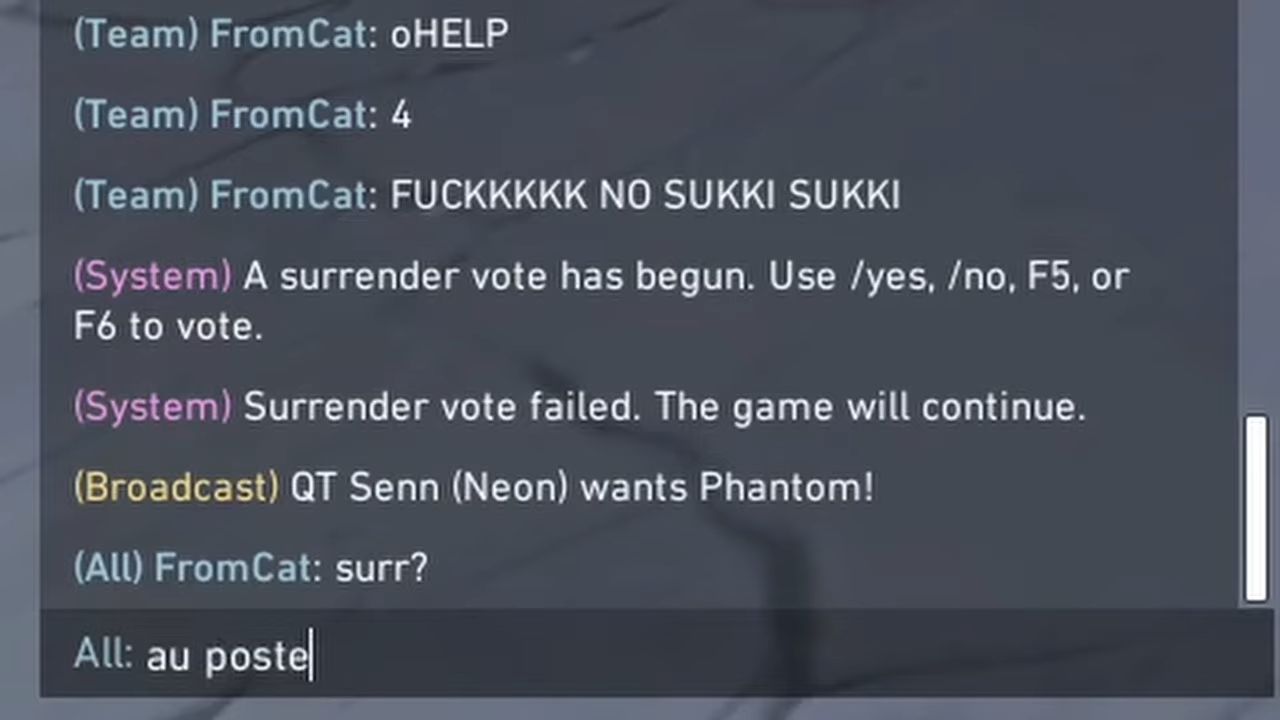 (Team) FromCat: oHELP
(Team) FromCat: 4
(Team) FromCat: FUCKKKKK NO SUKKI SUKKI
(System) A surrender vote has begun. Use /yes, /no, F5, or
F6 to vote.
(System) Surrender vote failed. The game will continue.
(Broadcast) QT Senn (Neon) wants Phantom!
(All) FromCat: surr?
All: au poste